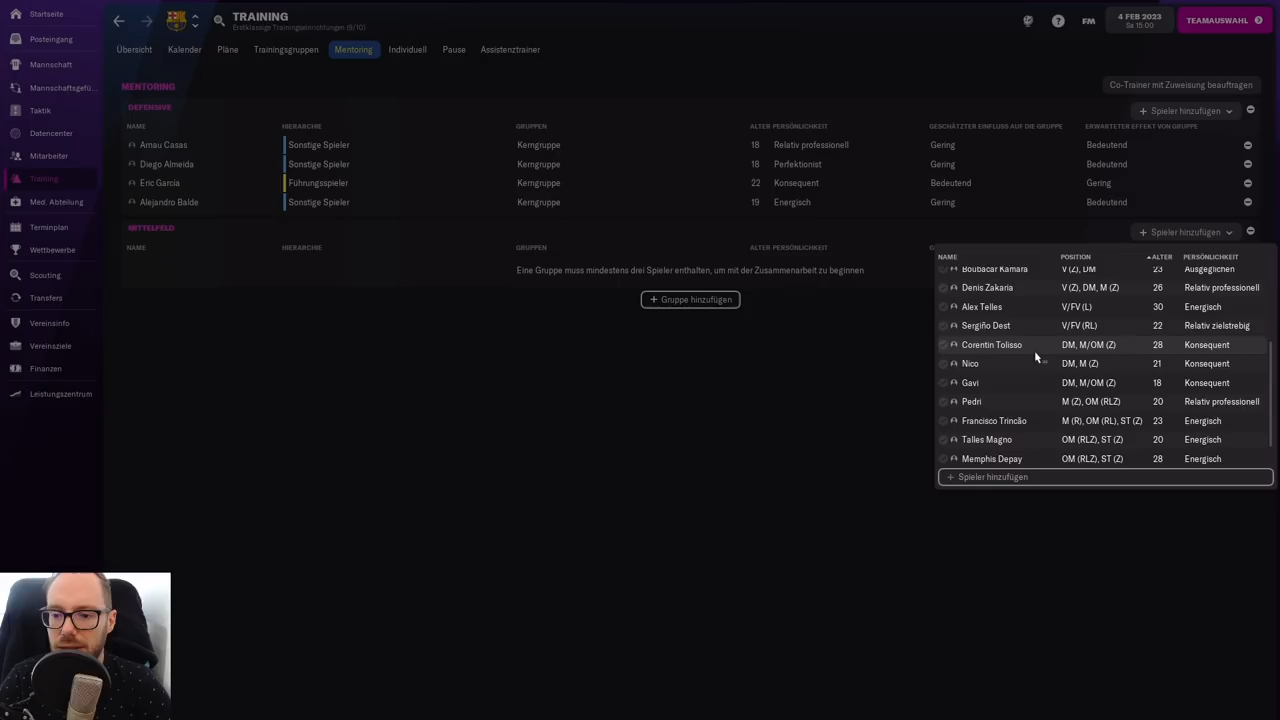 Startseite
TRAINING
Erstklassige Trainingseinrichtungen (9/10)
FM
4 FEB 2023
Sa 15:00
TEAMAUSWAHL
Posteingang
Übersicht Kalender Pläne Trainingsgruppen Mentoring Individuell Pause Assistenztrainer
Mannschaft
Mannschaftsgefü...
Taktik
Datencenter
Mitarbeiter
Training
Med. Abteilung
Terminplan
Wettbewerbe
Scouting
Transfers
Vereinsinfo
Vereinsziele
Finanzen
Leistungszentrum
MENTORING
Co-Trainer mit Zuweisung beauftragen
DEFENSIVE
+ Spieler hinzufügen
NAME HIERARCHIE GRUPPEN ALTER PERSÖNLICHKEIT GESCHÄTZTER EINFLUSS AUF DIE GRUPPE ERWARTETER EFFEKT VON GRUPPE
Arnau Casas Sonstige Spieler Kerngruppe 18 Relativ professionell Gering Bedeutend
Diego Almeida Sonstige Spieler Kerngruppe 18 Perfektionist Gering Bedeutend
Eric García Führungsspieler Kerngruppe 22 Konsequent Bedeutend Gering
Alejandro Balde Sonstige Spieler Kerngruppe 19 Energisch Gering Bedeutend
MITTELFELD
+ Spieler hinzufügen
NAME HIERARCHIE GRUPPEN ALTER PERSÖNLICHKEIT G
Eine Gruppe muss mindestens drei Spieler enthalten, um mit der Zusammenarbeit zu beginnen
+ Gruppe hinzufügen
NAME POSITION ALTER PERSÖNLICHKEIT
Boubacar Kamara V (Z), DM 23 Ausgeglichen
Denis Zakaria V (Z), DM, M (Z) 26 Relativ professionell
Alex Telles V/FV (L) 30 Energisch
Sergiño Dest V/FV (RL) 22 Relativ zielstrebig
Corentin Tolisso DM, M/OM (Z) 28 Konsequent
Nico DM, M (Z) 21 Konsequent
Gavi DM, M/OM (Z) 18 Konsequent
Pedri M (Z), OM (RLZ) 20 Relativ professionell
Francisco Trincão M (R), OM (RL), ST (Z) 23 Energisch
Talles Magno OM (RLZ), ST (Z) 20 Energisch
Memphis Depay OM (RLZ), ST (Z) 28 Energisch
+ Spieler hinzufügen